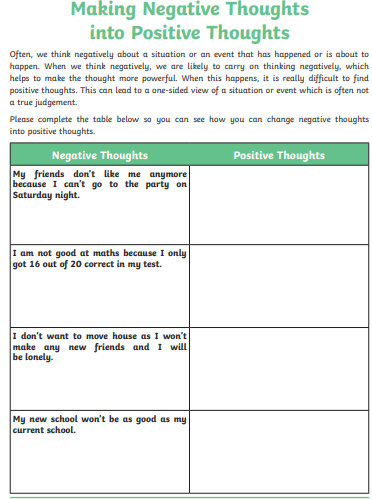 Making Negative Thoughts
into Positive Thoughts
Often, we think negatively about a situation or an event that has happened or is about to
happen. When we think negatively, we are likely to carry on thinking negatively, which
helps to make the thought more powerful. When this happens, it is really difficult to find
positive thoughts. This can lead to a one-sided view of a situation or event which is often not
a true judgement.
Please complete the table below so you can see how you can change negative thoughts
into positive thoughts.
Negative Thoughts
Positive Thoughts
My friends don't like me anymore
because I can't go to the party on
Saturday night.
I am not good at maths because I only
got 16 out of 20 correct in my test.
I don't want to move house as I won't
make any new friends and I will
be lonely.
My new school won't be as good as my
current school.